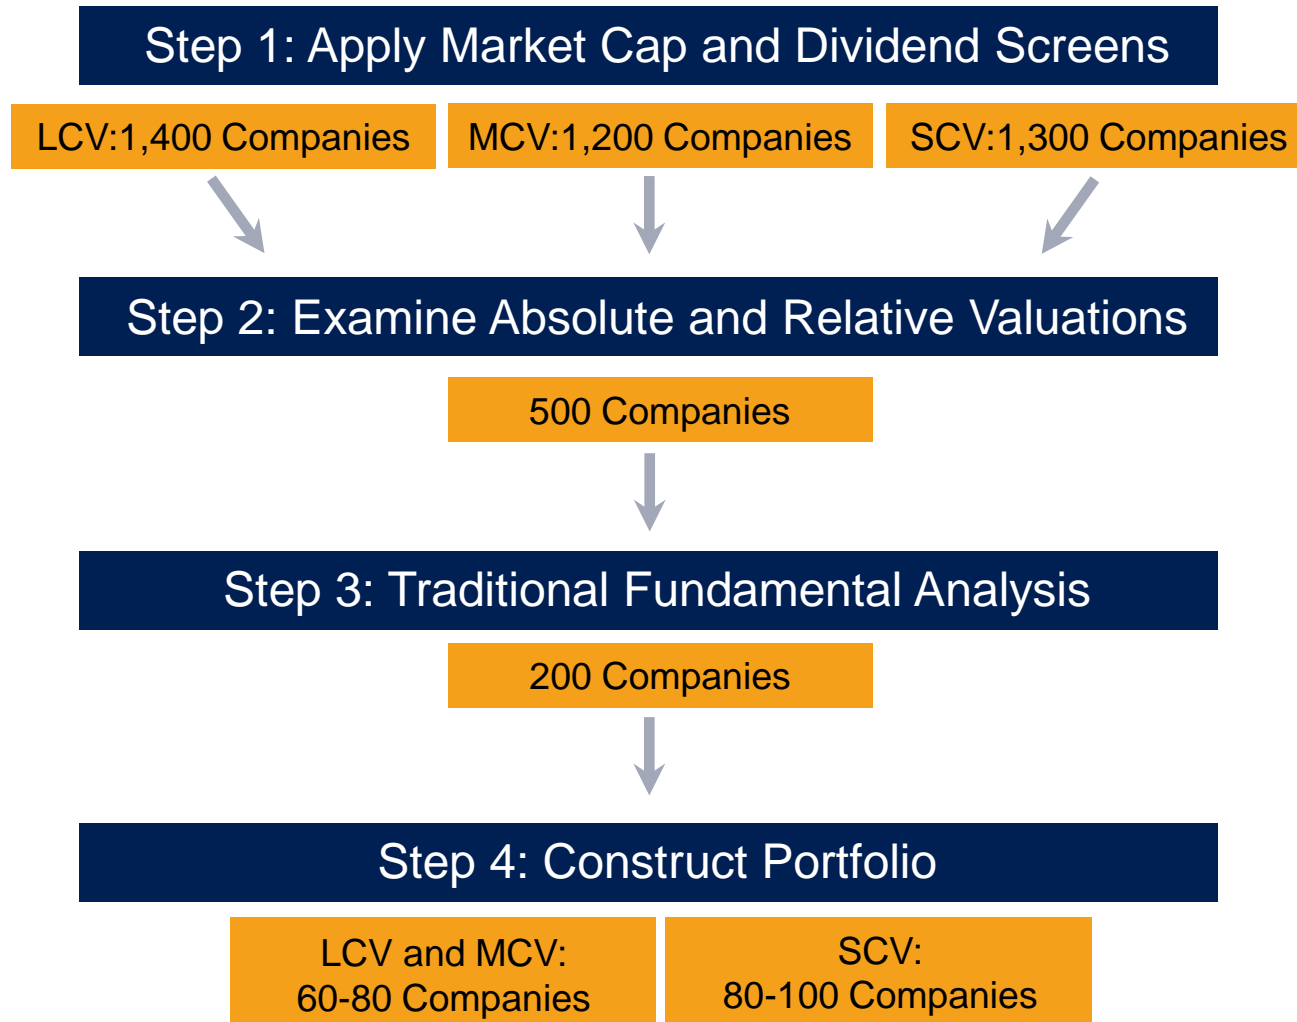 Step 1: Apply Market Cap and Dividend Screens
LCV:1,400 Companies
MCV:1,200 Companies
SCV:1,300 Companies
Step 2: Examine Absolute and Relative Valuations
500 Companies
Step 3: Traditional Fundamental Analysis
200 Companies
Step 4: Construct Portfolio
LCV and MCV:
60-80 Companies
SCV:
80-100 Companies